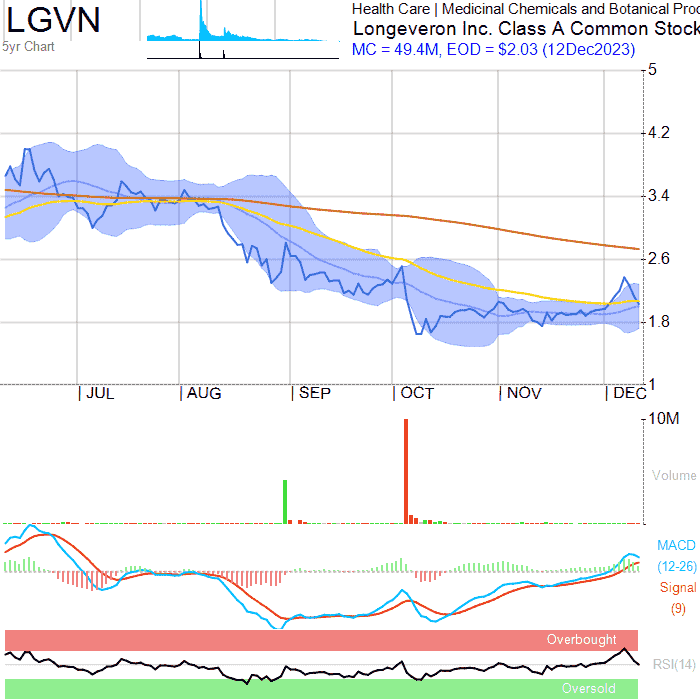 LGVN
5yr Chart
Health Care | Medicinal Chemicals and Botanical Proc
Longeveron Inc. Class A Common Stock
MC = 49.4M, EOD = $2.03 (12Dec2023)
5
4.2
3.4
2.6
1.8
1
| JUL | AUG | SEP | OCT | NOV | DEC
10M
Volume
MACD
(12-26)
Signal
(9)
Overbought
RSI(14)
Oversold